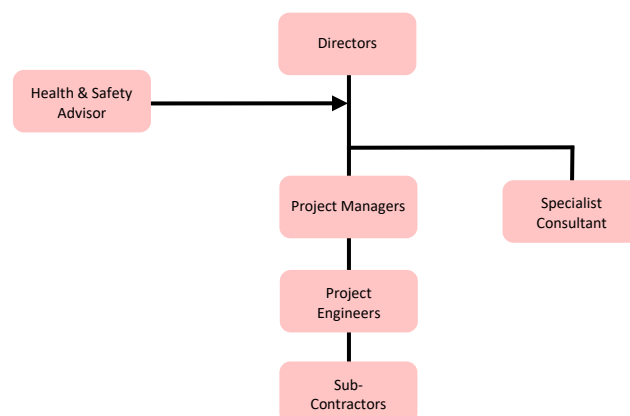 Directors
Health & Safety
Advisor
Project Managers
Specialist
Consultant
Project
Engineers
Sub-
Contractors